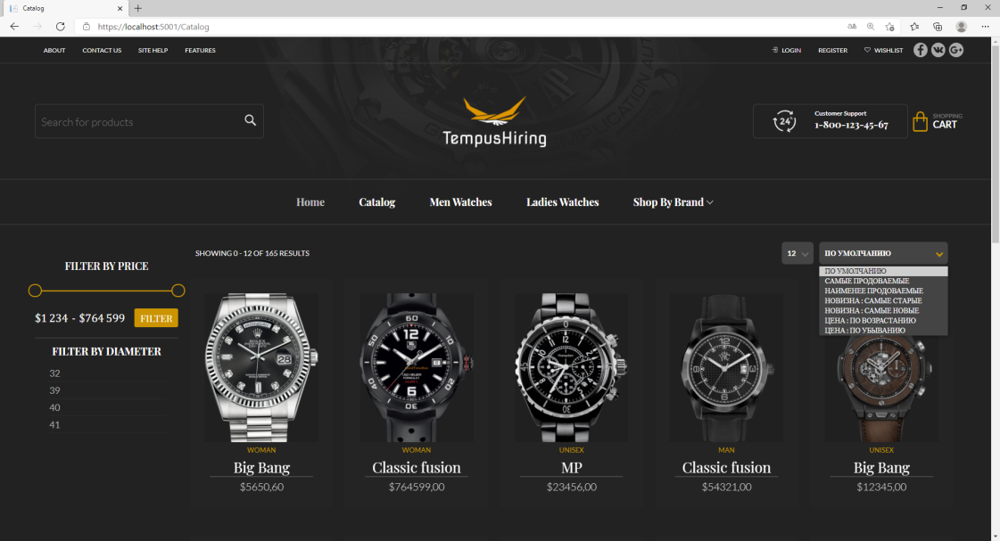 Catalog
https://localhost:5001/Catalog
ABOUT CONTACT US SITE HELP FEATURES LOGIN REGISTER WISHLIST
Search for products
TempusHiring
24
Customer Support
1-800-123-45-67
SHOPPING
CART
Home Catalog Men Watches Ladies Watches Shop By Brand
SHOWING 0 - 12 OF 165 RESULTS
12
ПО УМОЛЧАНИЮ
ПО УМОЛЧАНИЮ
САМЫЕ ПРОДОВАЕМЫЕ
НАИМЕНЕЕ ПРОДОВАЕМЫЕ
НОВИЗНА : САМЫЕ СТАРЫЕ
НОВИЗНА : САМЫЕ НОВЫЕ
ЦЕНА : ПО ВОЗРАСТАНИЮ
ЦЕНА : ПО УБЫВАНИЮ
FILTER BY PRICE
$1 234 - $764 599 FILTER
FILTER BY DIAMETER
32
39
40
41
WOMAN
Big Bang
$5650,60
WOMAN
Classic fusion
$764599,00
UNISEX
MP
$23456,00
MAN
Classic fusion
$54321,00
UNISEX
Big Bang
$12345,00